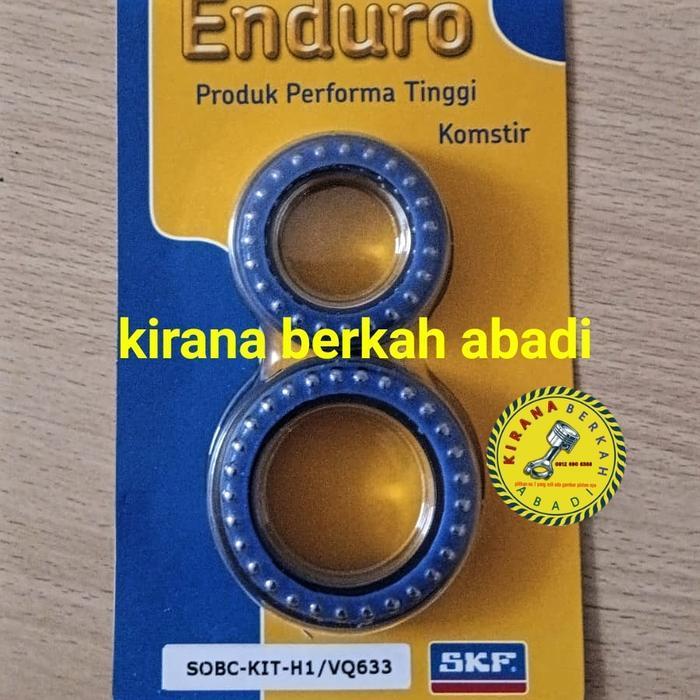 Enduro
Produk Performa Tinggi
Komstir
kirana berkah abadi
KIRANA BERKAH
ABADI
SOBC-KIT-H1/VQ633
SKF